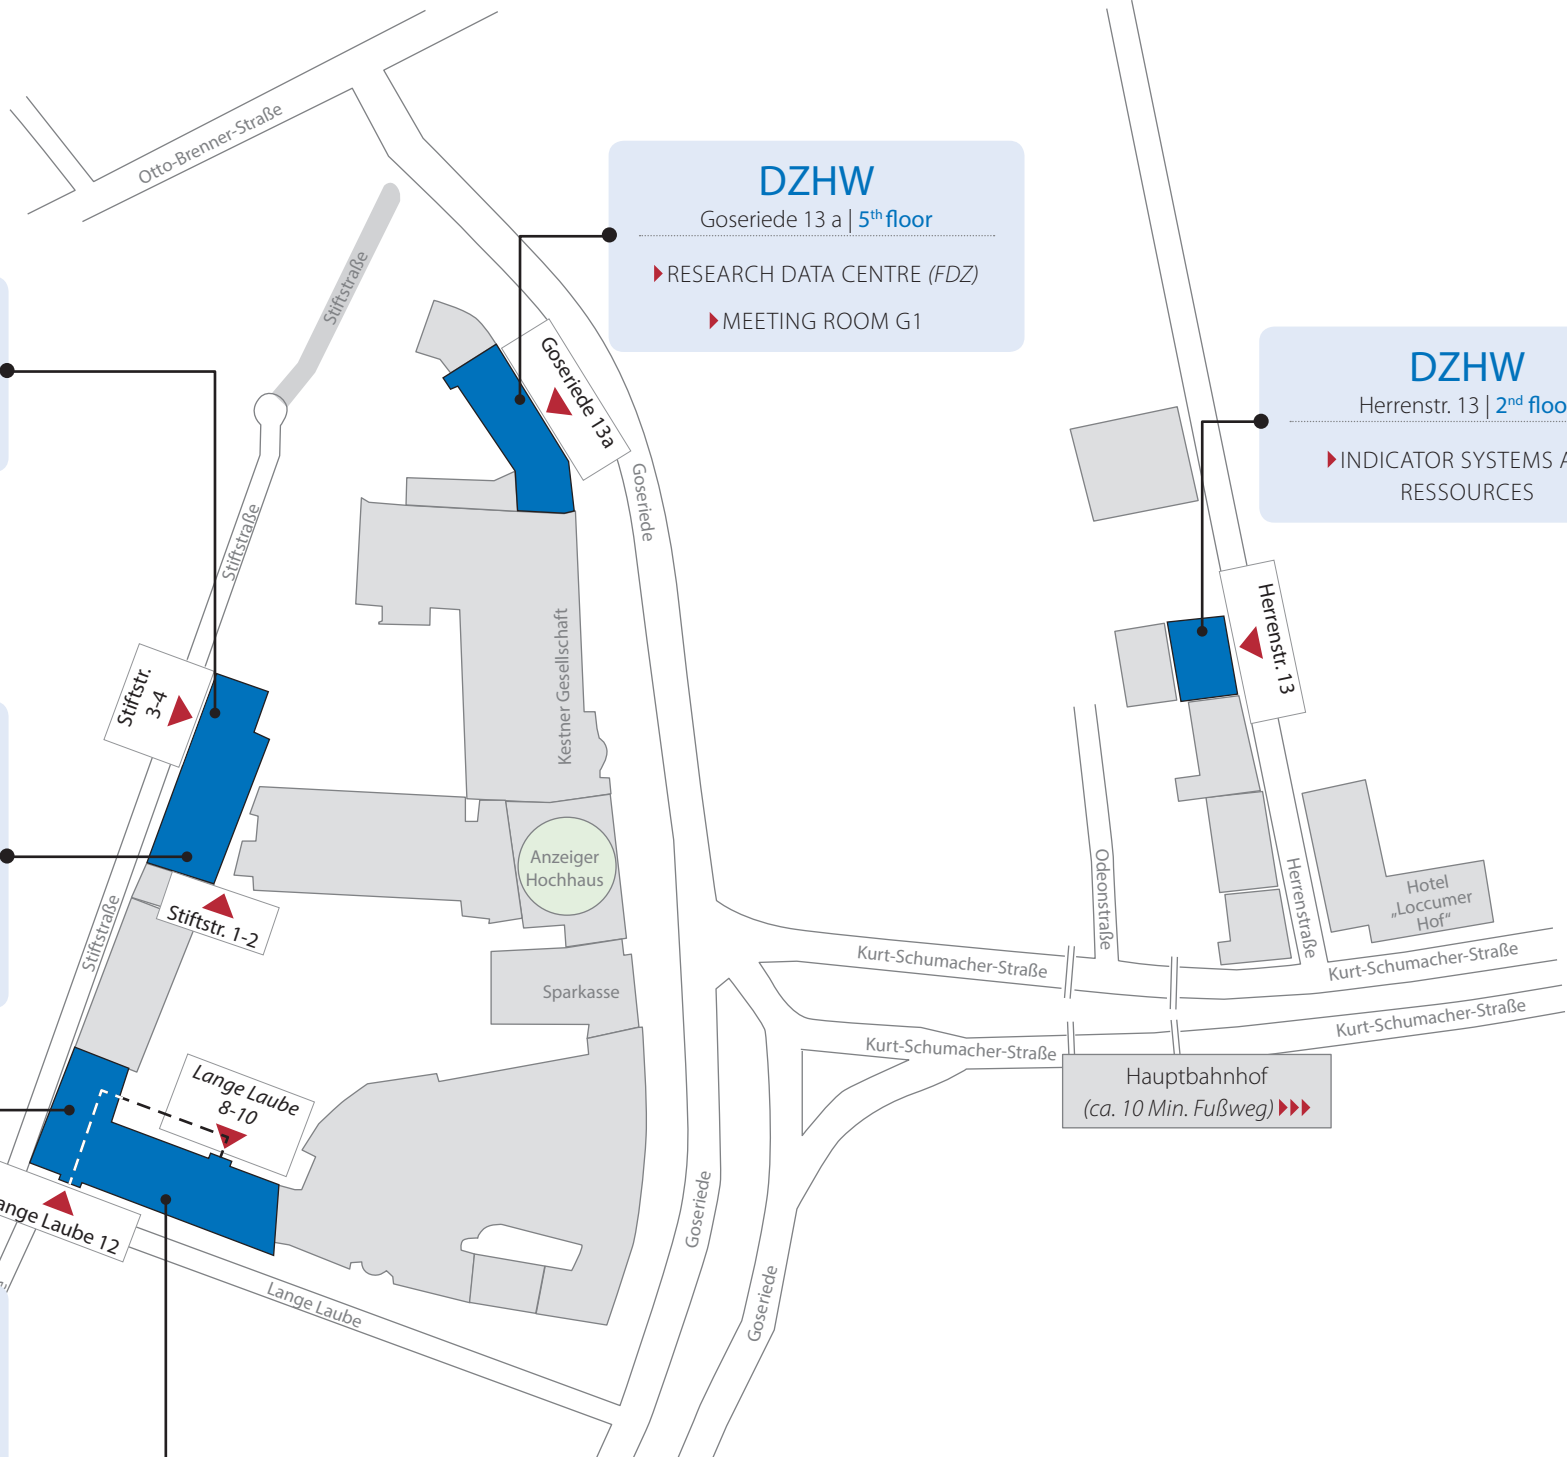 Otto-Brenner-Straße
Stiftstraße
DZHW
Goseriede 13 a | 5th floor
RESEARCH DATA CENTRE (FDZ)
MEETING ROOM G1
Goseriede 13a
Goseriede
DZHW
Herrenstr. 13 | 2nd floo
INDICATOR SYSTEMS A
RESSOURCES
Stiftstraße
Herrenstr. 13
Kestner Gesellschaft
Stiftstr.
3-4
Anzeiger
Hochhaus
Stiftstr. 1-2
Stiftstraße
Odeonstraße
Herrenstraße
Hotel
„Loccumer
Hof“
Kurt-Schumacher-Straße
Kurt-Schumacher-Straße
Sparkasse
Kurt-Schumacher-Straße
Kurt-Schumacher-Straße
Hauptbahnhof
(ca. 10 Min. Fußweg)
Lange Laube
8-10
ange Laube 12
Goseriede
Goseriede
Lange Laube